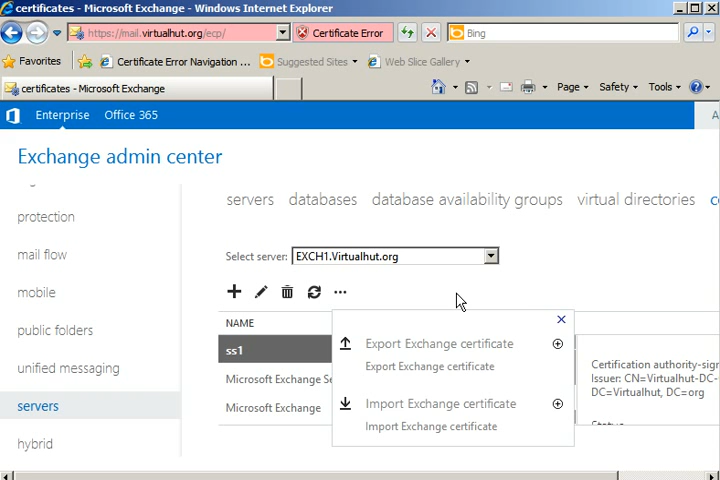 certificates - Microsoft Exchange - Windows Internet Explorer
https://mail.virtualhut.org/ecp/
Certificate Error
Bing
Favorites
Certificate Error Navigation ...
Suggested Sites
Web Slice Gallery
certificates - Microsoft Exchange
Page
Safety
Tools
Enterprise
Office 365
A
Exchange admin center
servers
databases
database availability groups
virtual directories
protection
mail flow
mobile
public folders
unified messaging
servers
hybrid
Select server:
EXCH1.Virtualhut.org
NAME
ss1
Microsoft Exchange Se
Microsoft Exchange
Export Exchange certificate
Export Exchange certificate
Import Exchange certificate
Import Exchange certificate
Certification authority-sign
Issuer: CN=Virtualhut-DC-
DC=Virtualhut, DC=org